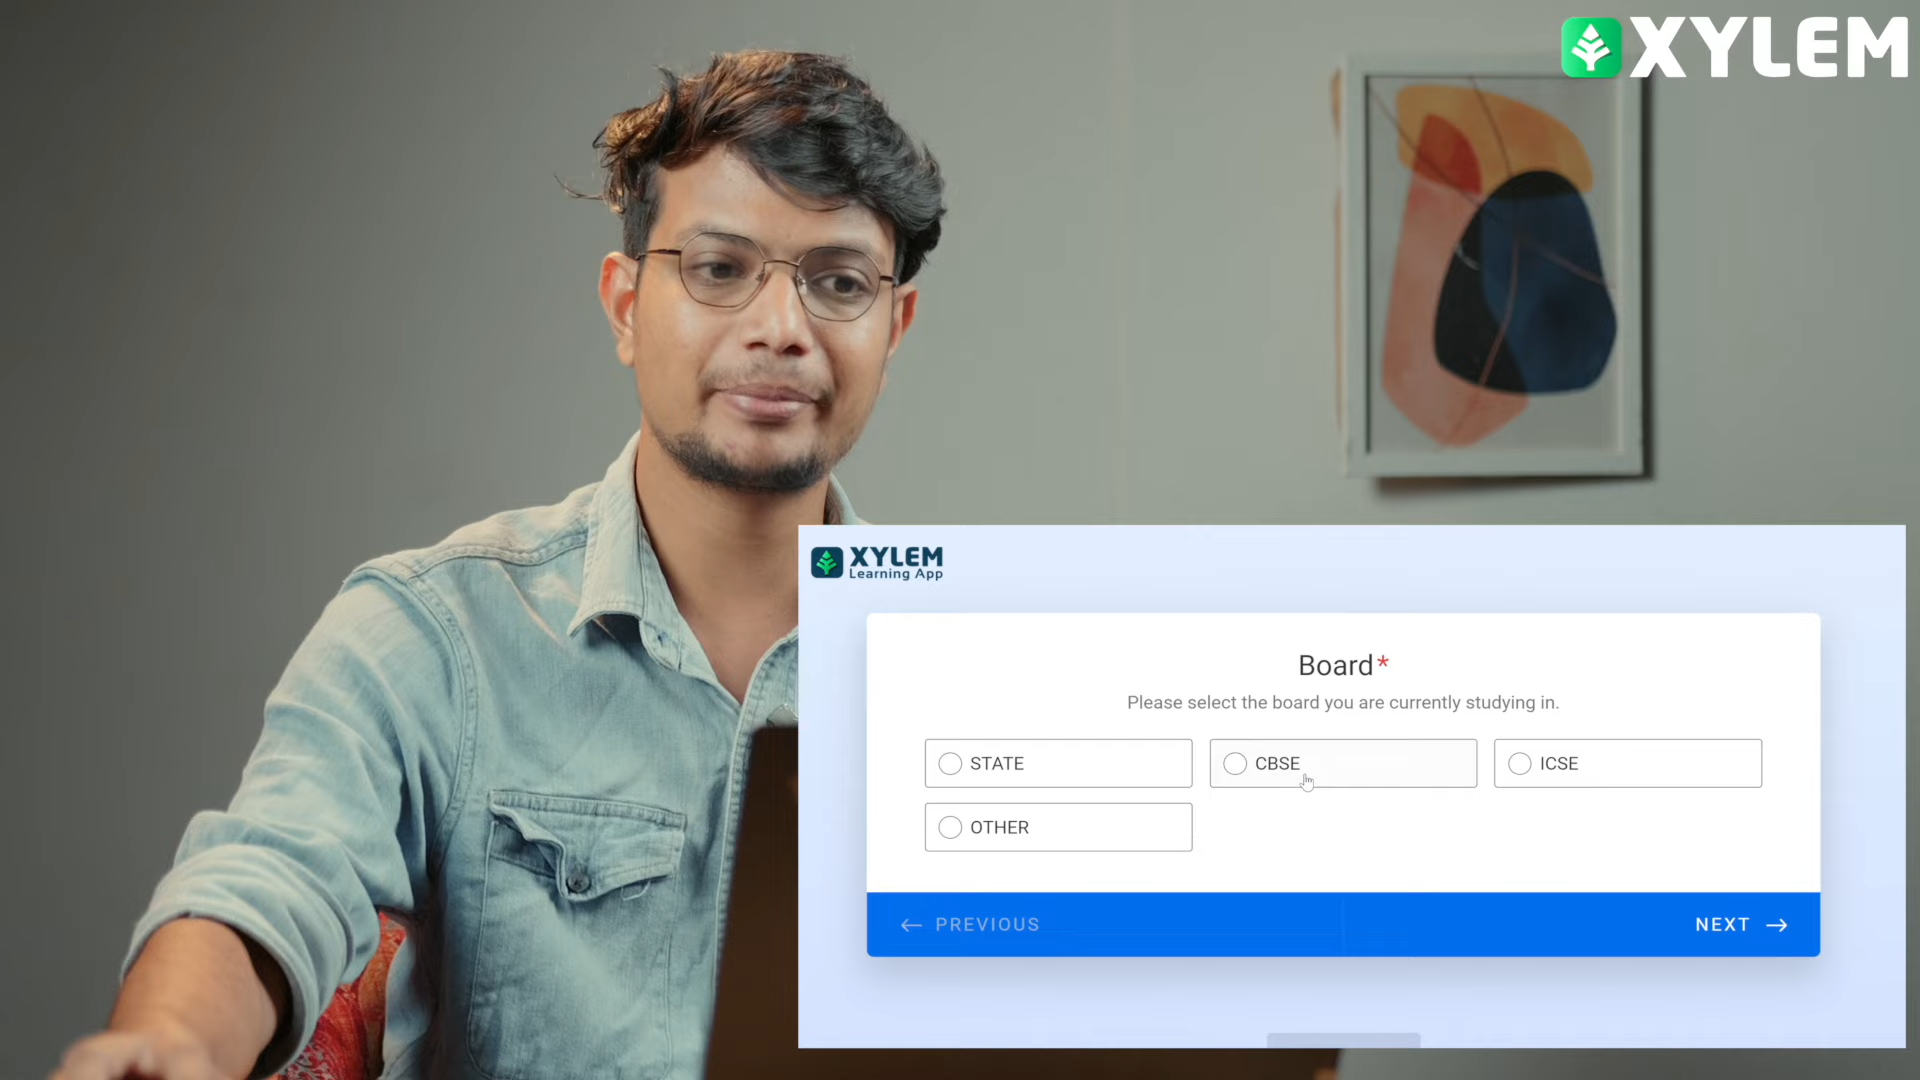 XYLEM
XYLEM
Learning App
Board*
Please select the board you are currently studying in.
STATE
CBSE
ICSE
OTHER
← PREVIOUS
NEXT →